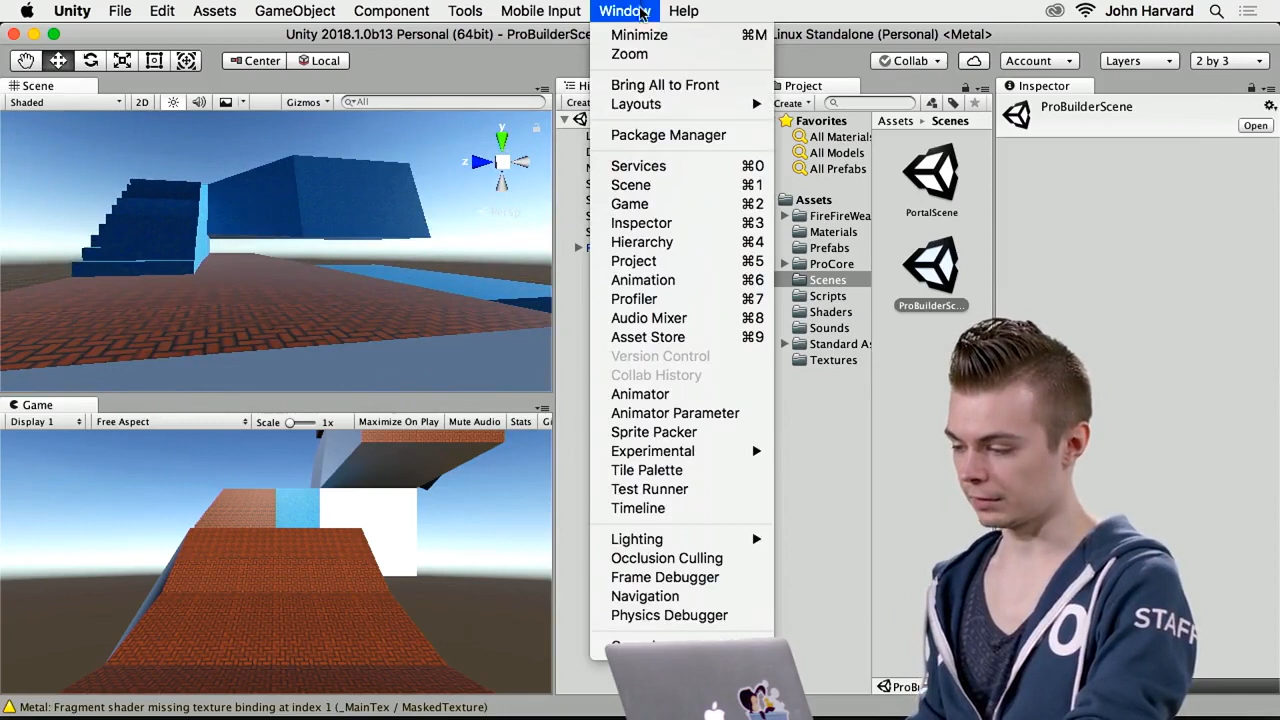 Unity File Edit Assets GameObject Component Tools Mobile Input Window Help John Harvard
Unity 2018.1.0b13 Personal (64bit) - ProBuilderSce
Linux Standalone (Personal) <Metal>
Center Local Collab Account Layers 2 by 3
Scene
Shaded 2D Gizmos All
y
z
Persp
Game
Display 1 Free Aspect Scale 1x Maximize On Play Mute Audio Stats
Minimize ⌘M
Zoom
Bring All to Front
Layouts
Package Manager
Services ⌘0
Scene ⌘1
Game ⌘2
Inspector ⌘3
Hierarchy ⌘4
Project ⌘5
Animation ⌘6
Profiler ⌘7
Audio Mixer ⌘8
Asset Store ⌘9
Version Control
Collab History
Animator
Animator Parameter
Sprite Packer
Experimental
Tile Palette
Test Runner
Timeline
Lighting
Occlusion Culling
Frame Debugger
Navigation
Physics Debugger
Project
Create
Favorites
All Materials
All Models
All Prefabs
Assets
FireFireWea
Materials
Prefabs
ProCore
Scenes
Scripts
Shaders
Sounds
Standard As
Textures
Assets Scenes
PortalScene
ProBuilderSc...
ProBu
Inspector
ProBuilderScene
Open
STAFF
Metal: Fragment shader missing texture binding at index 1 (_MainTex / MaskedTexture)